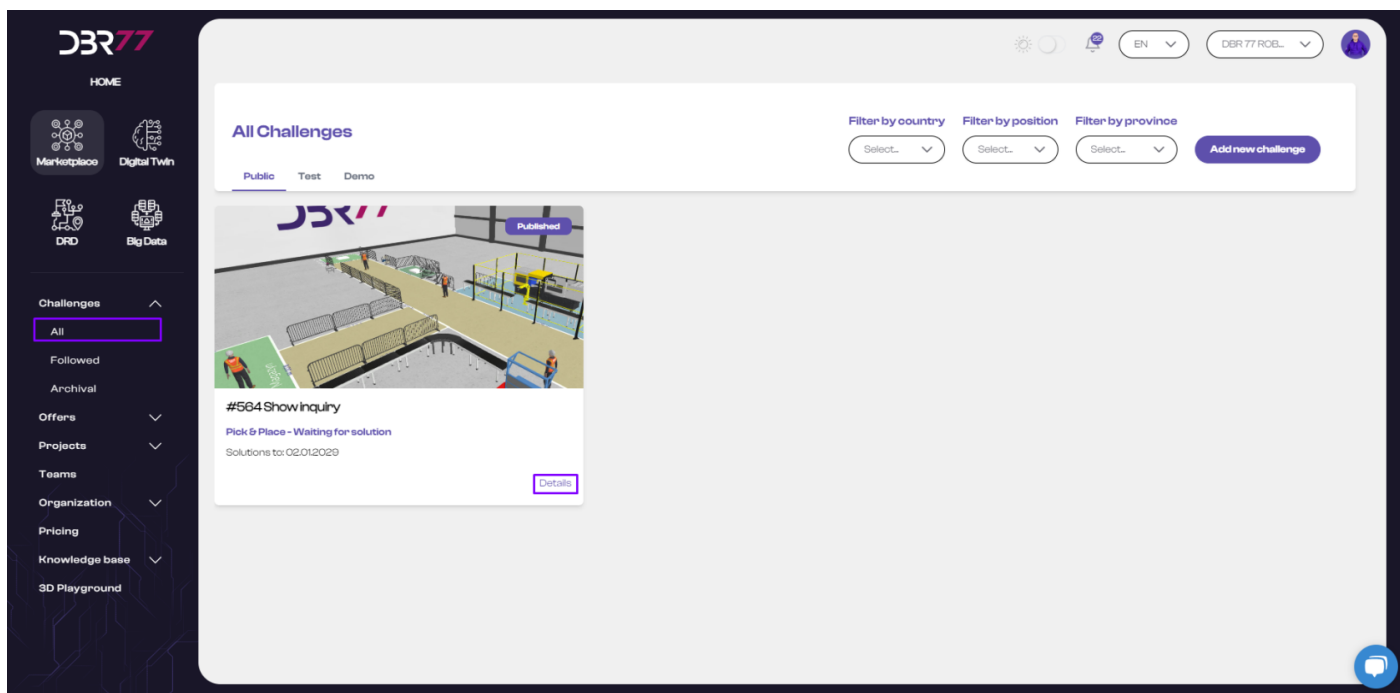 DBR77
HOME
Marketplace
Digital Twin
DRD
Big Data
Challenges
All
Followed
Archival
Offers
Projects
Teams
Organization
Pricing
Knowledge base
3D Playground
22
EN
DBR 77 ROB...
All Challenges
Filter by country
Filter by position
Filter by province
Select...
Select...
Select...
Add new challenge
Public
Test
Demo
DBR77
Published
#564 Show inquiry
Pick & Place - Waiting for solution
Solutions to: 02.01.2029
Details